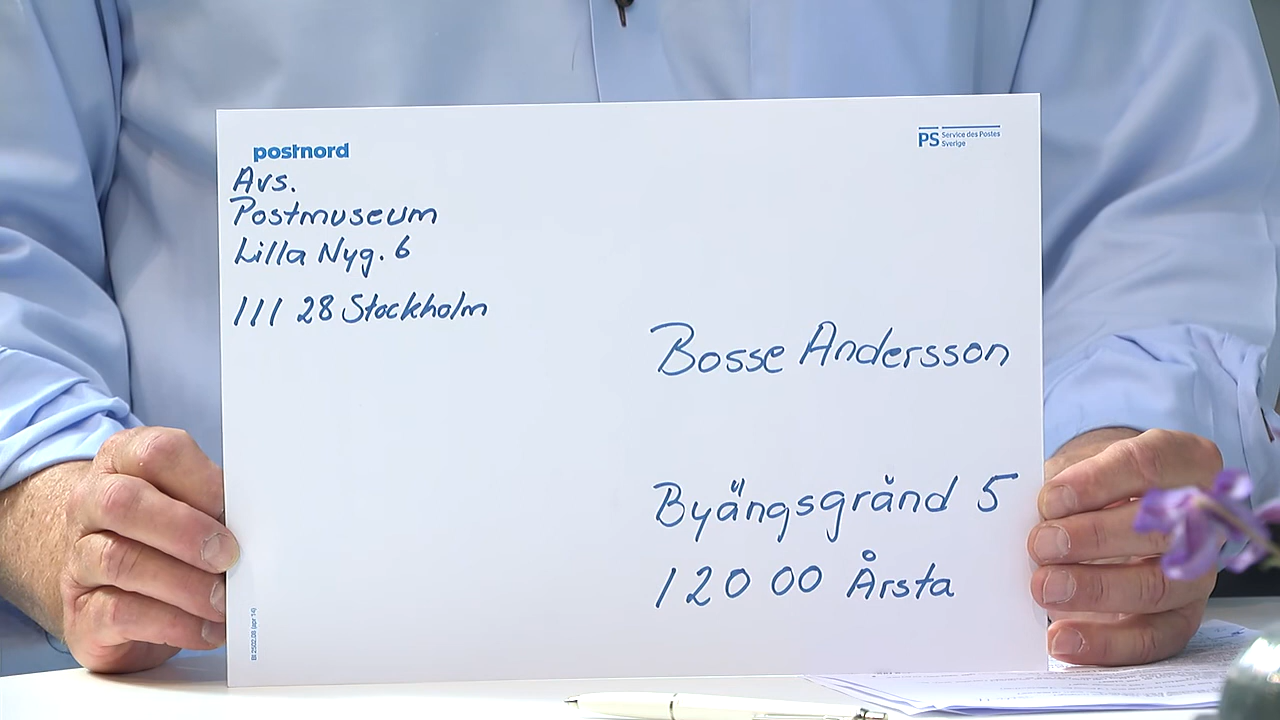 postnord
PS Service des Postes
Sverige
Avs.
Postmuseum
Lilla Nyg. 6
111 28 Stockholm
Bosse Andersson
Byängsgränd 5
120 00 Årsta